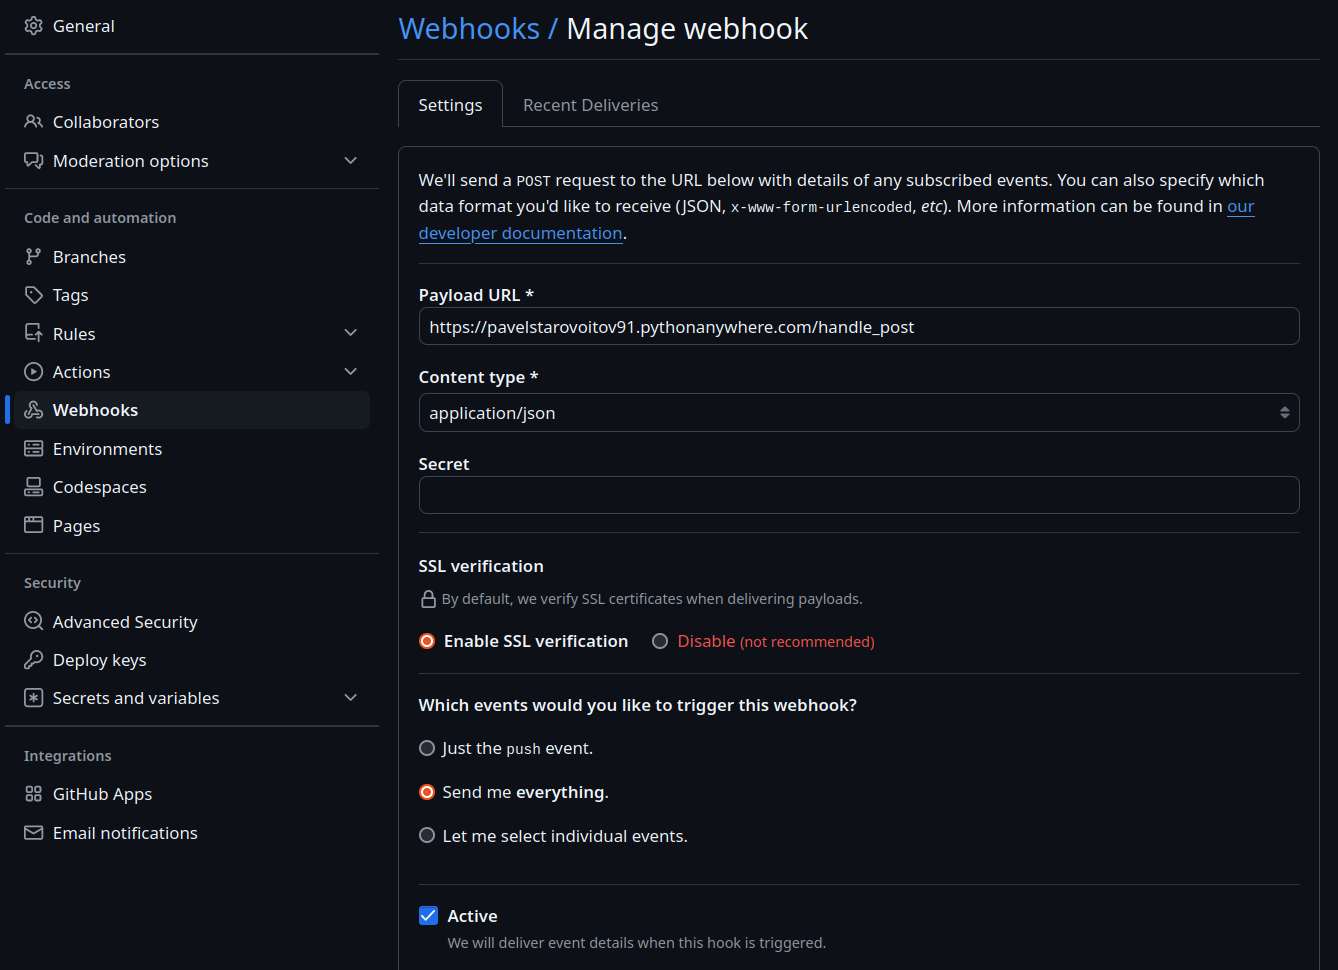 General
Access
Collaborators
Moderation options
Code and automation
Branches
Tags
Rules
Actions
Webhooks
Environments
Codespaces
Pages
Security
Advanced Security
Deploy keys
Secrets and variables
Integrations
GitHub Apps
Email notifications
Webhooks / Manage webhook
Settings Recent Deliveries
We'll send a POST request to the URL below with details of any subscribed events. You can also specify which
data format you'd like to receive (JSON, x-www-form-urlencoded, etc). More information can be found in our
developer documentation.
Payload URL *
https://pavelstarovoitov91.pythonanywhere.com/handle_post
Content type *
application/json
Secret
SSL verification
By default, we verify SSL certificates when delivering payloads.
Enable SSL verification Disable (not recommended)
Which events would you like to trigger this webhook?
Just the push event.
Send me everything.
Let me select individual events.
Active
We will deliver event details when this hook is triggered.